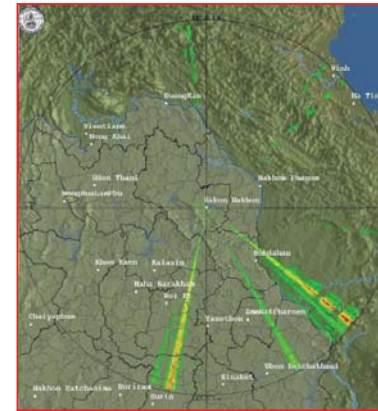 Vinh
Ha Ti
Vientiane
Nong Khai
Udon Thani
Nakhon Phanom
Sakon Nakhon
Mukdahan
Khon Kaen
Kalasin
Maha Sarakham
Roi Et
Yasothon
Chaiyaphum
Ubon Ratchathani
Sisaket
Nakhon Ratchasima
Buriram
Surin